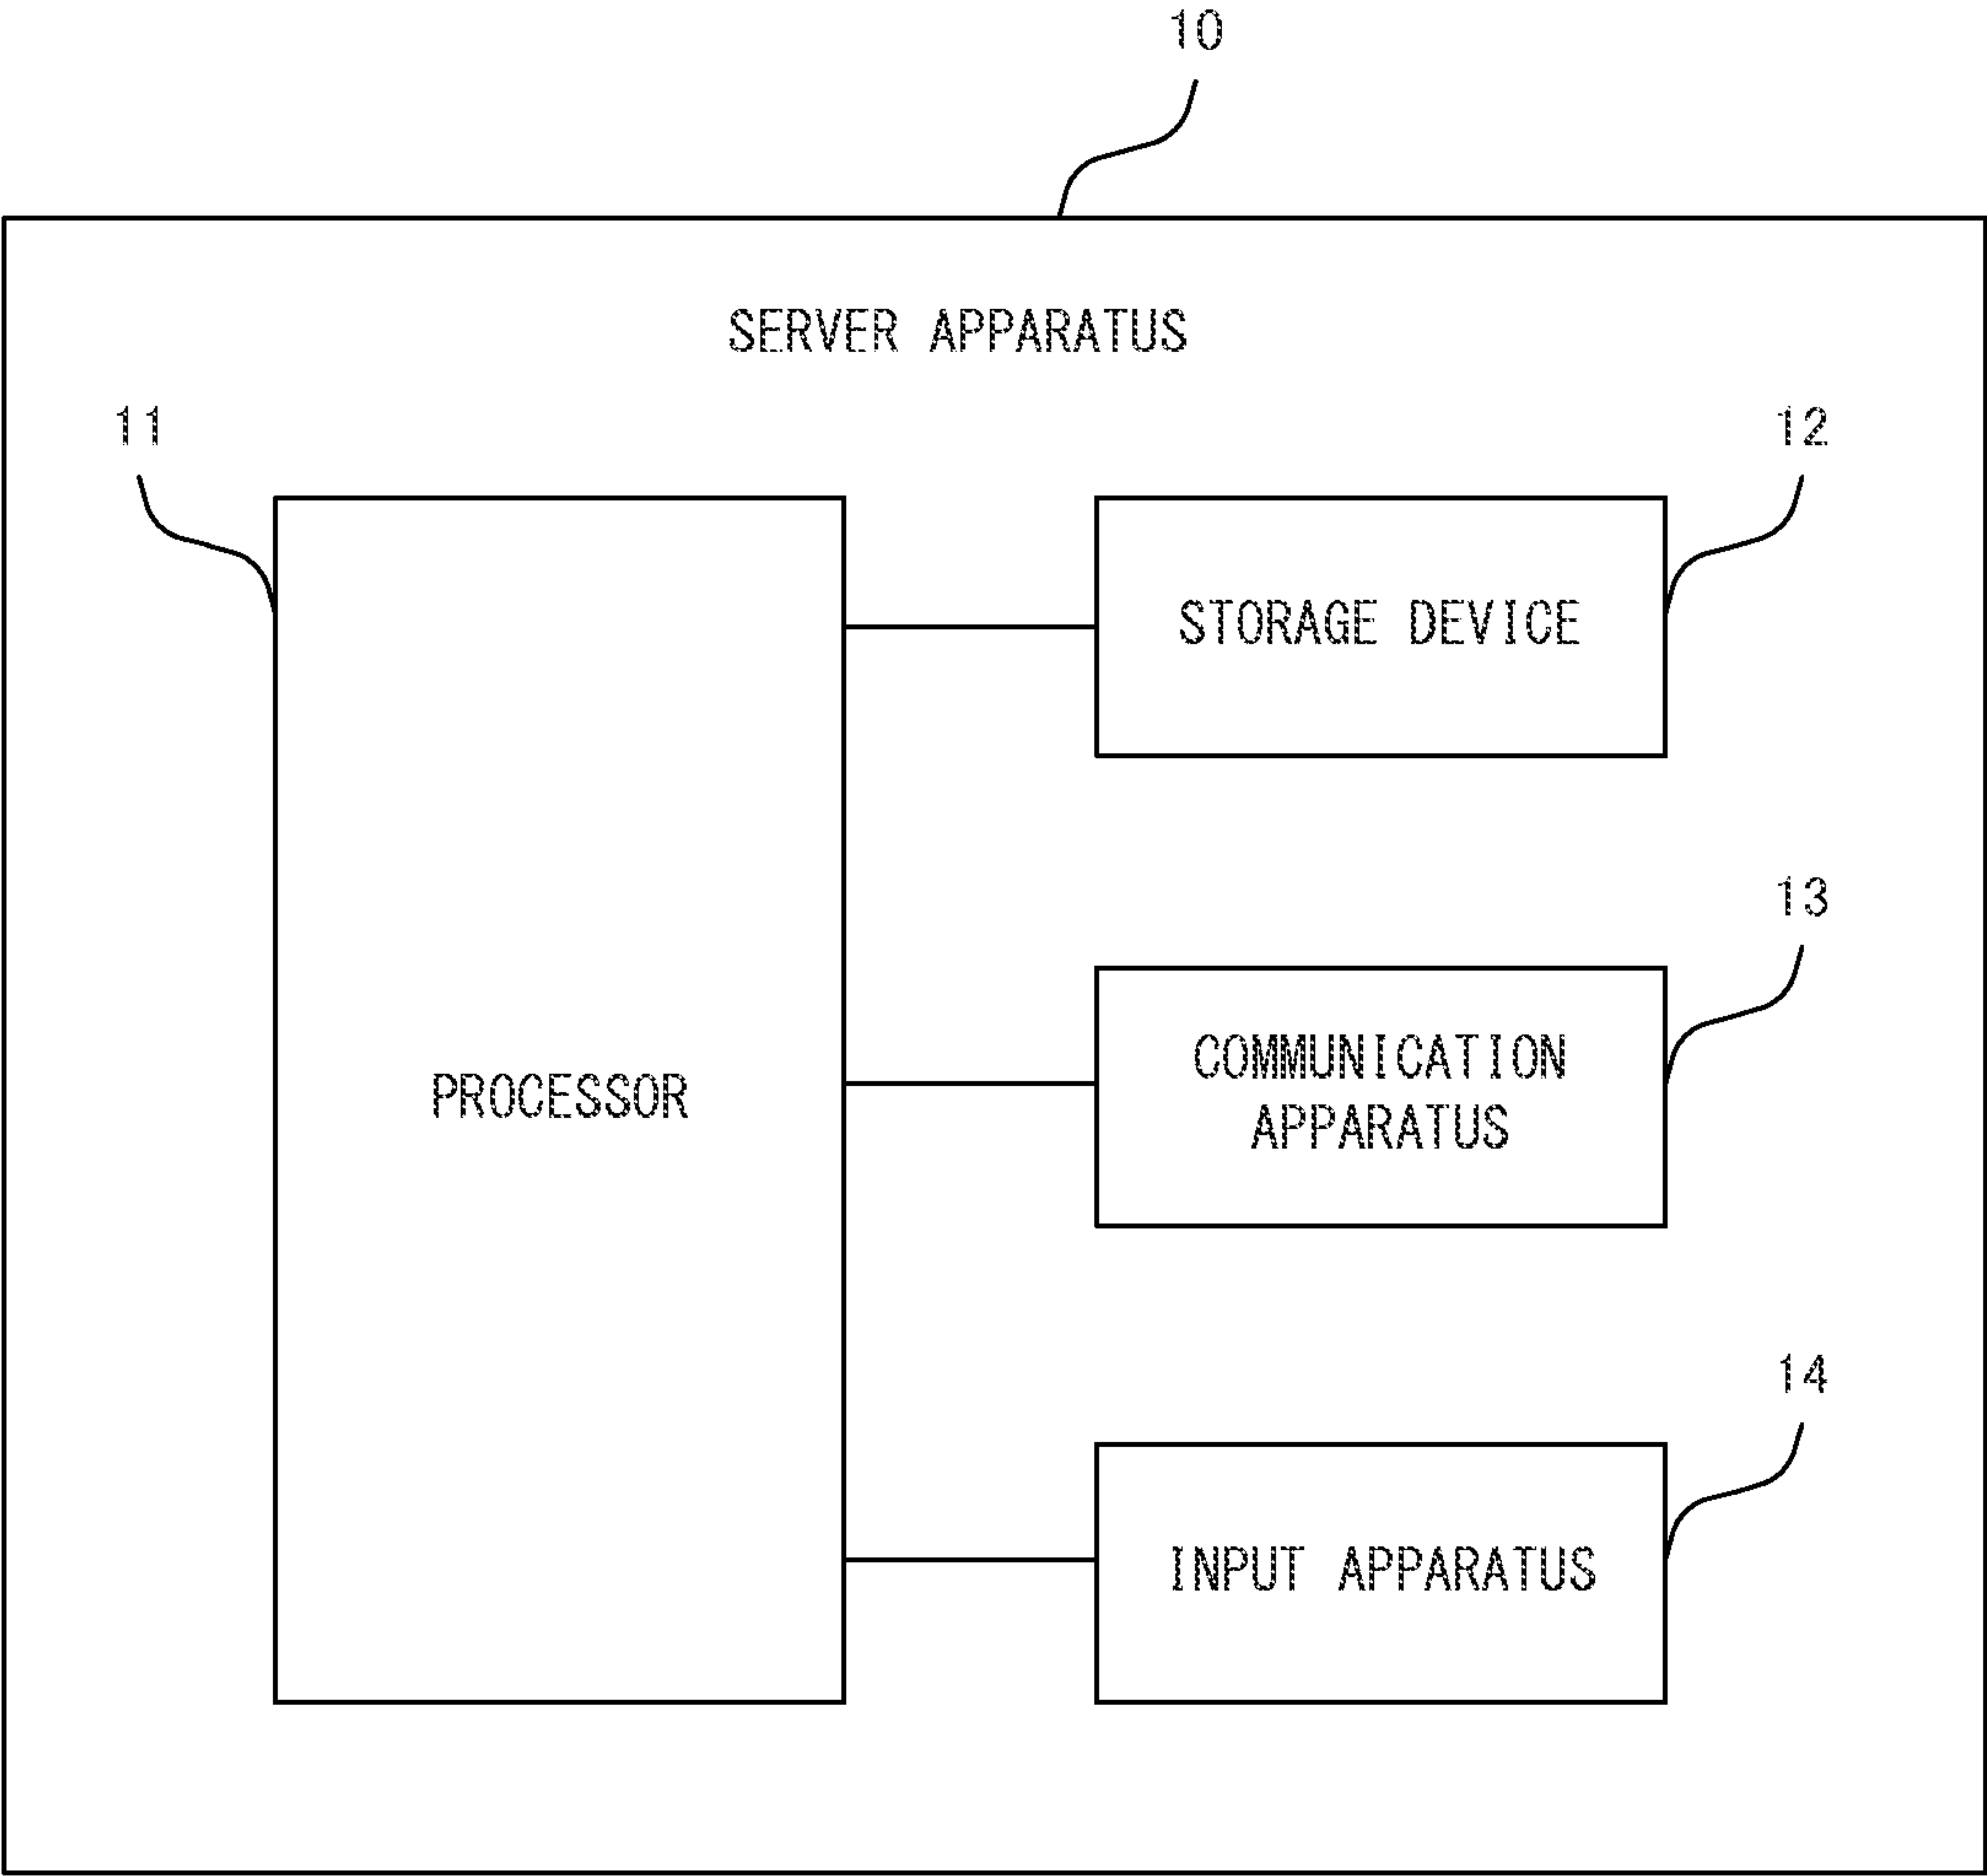 10
SERVER APPARATUS
11
12
STORAGE DEVICE
13
PROCESSOR
COMMUNICATION
APPARATUS
14
INPUT APPARATUS